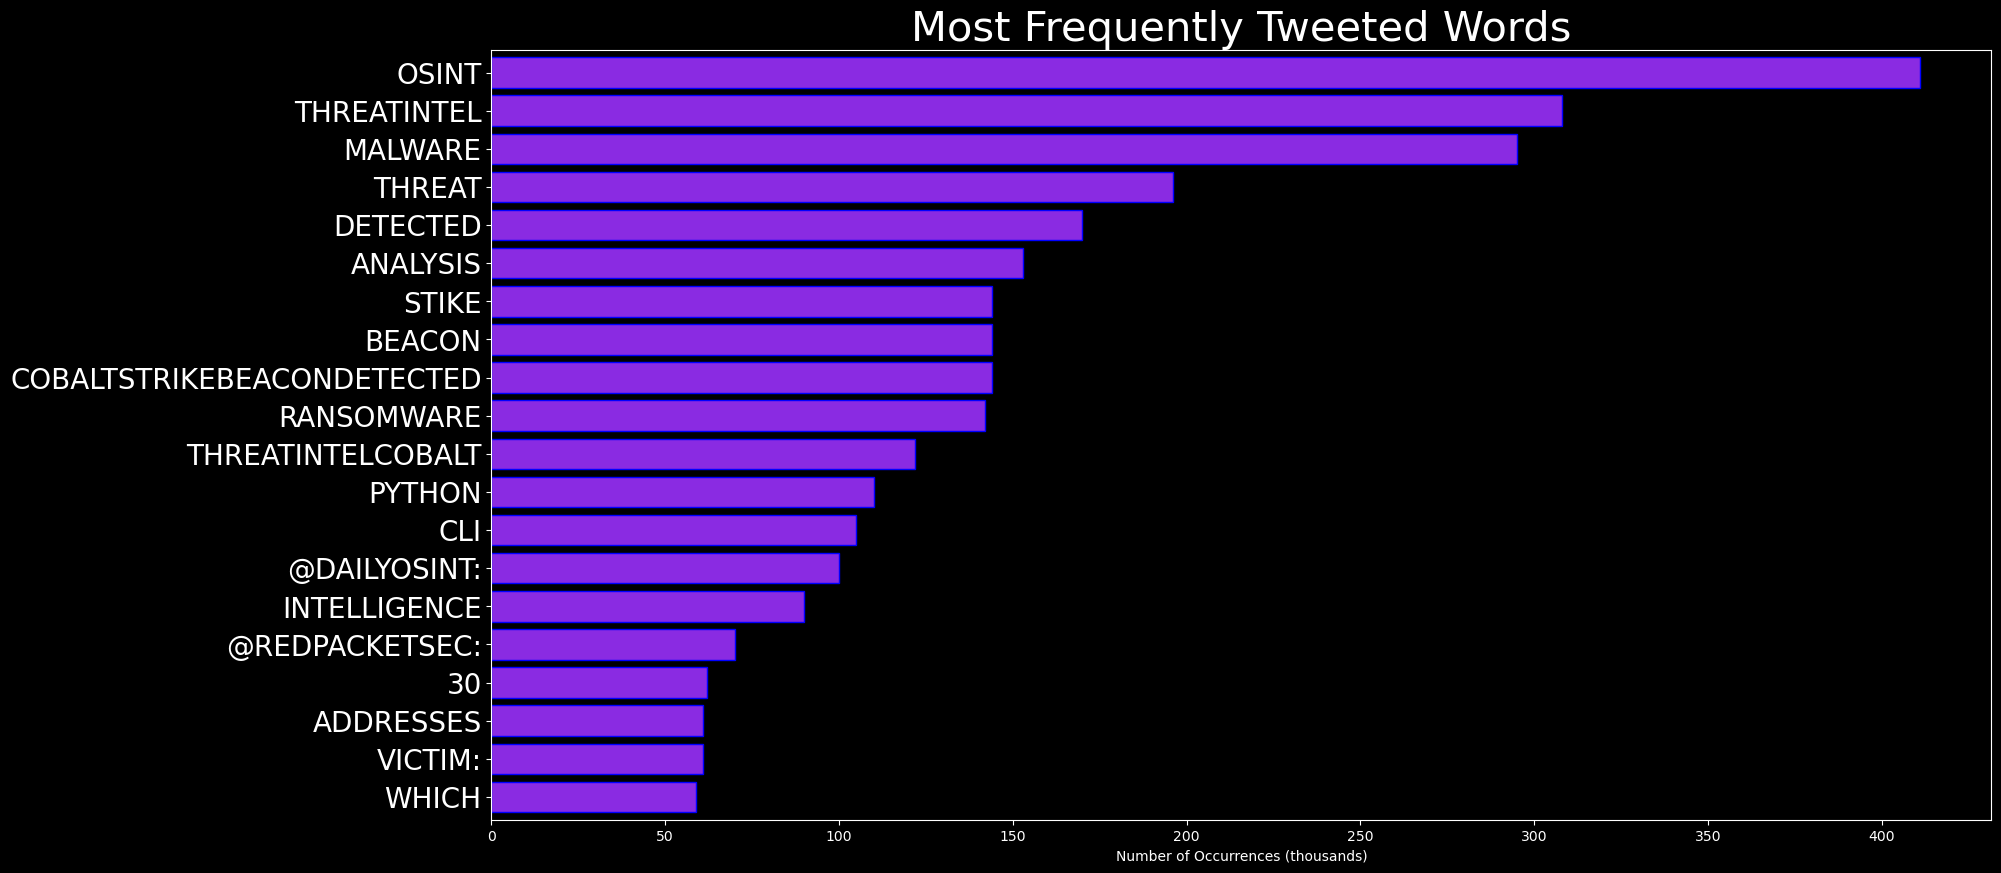 Most Frequently Tweeted Words
OSINT
THREATINTEL
MALWARE
THREAT
DETECTED
ANALYSIS
STIKE
BEACON
COBALTSTRIKEBEACONDETECTED
RANSOMWARE
THREATINTELCOBALT
PYTHON
CLI
@DAILYOSINT:
INTELLIGENCE
@REDPACKETSEC:
30
ADDRESSES
VICTIM:
WHICH
0 50 100 150 200 250 300 350 400
Number of Occurrences (thousands)